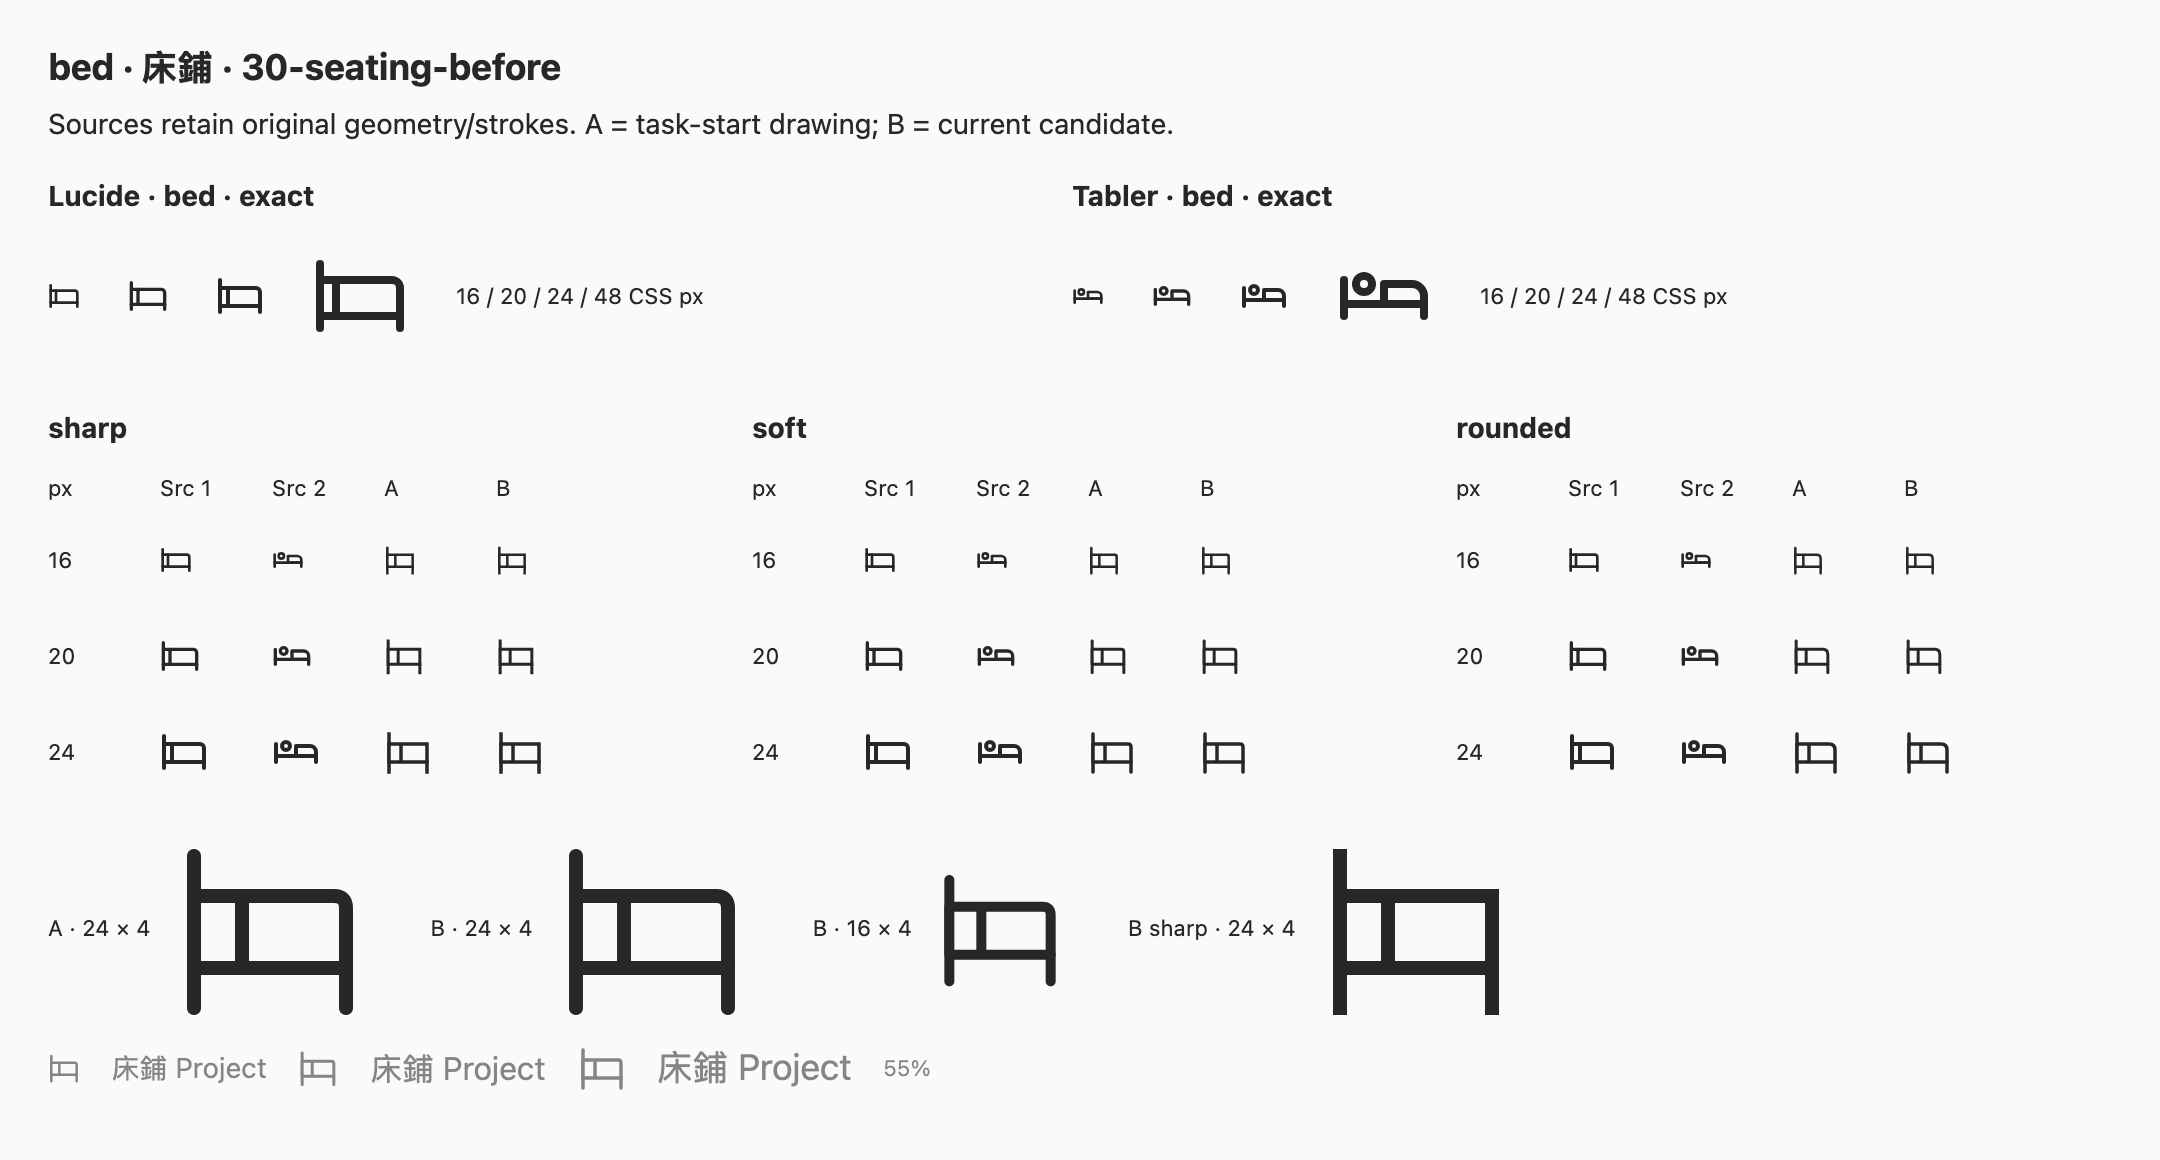 bed · 床鋪 · 30-seating-before
Sources retain original geometry/strokes. A = task-start drawing; B = current candidate.
Lucide · bed · exact
Tabler · bed · exact
16 / 20 / 24 / 48 CSS px
16 / 20 / 24 / 48 CSS px
sharp
soft
rounded
px Src 1 Src 2 A B
px Src 1 Src 2 A B
px Src 1 Src 2 A B
16
16
16
20
20
20
24
24
24
A · 24 × 4
B · 24 × 4
B · 16 × 4
B sharp · 24 × 4
床鋪 Project
床鋪 Project
床鋪 Project
55%